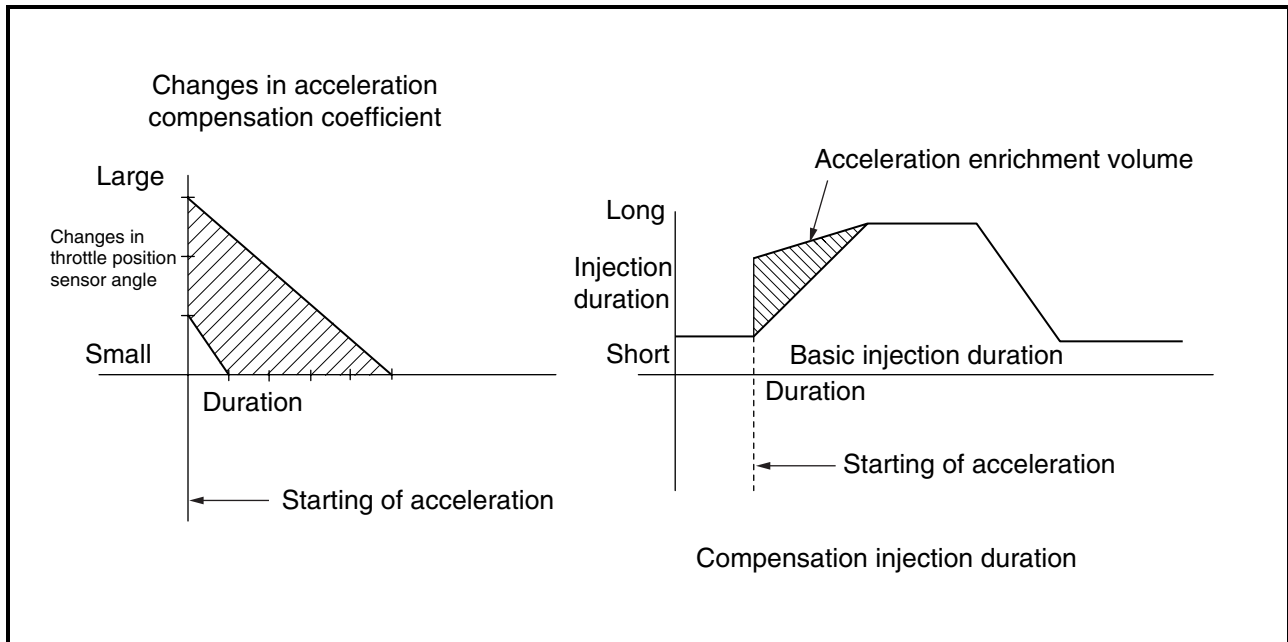 Changes in acceleration
compensation coefficient
Large
Changes in
throttle position
sensor angle
Small
Duration
Starting of acceleration
Acceleration enrichment volume
Long
Injection
duration
Short
Basic injection duration
Duration
Starting of acceleration
Compensation injection duration